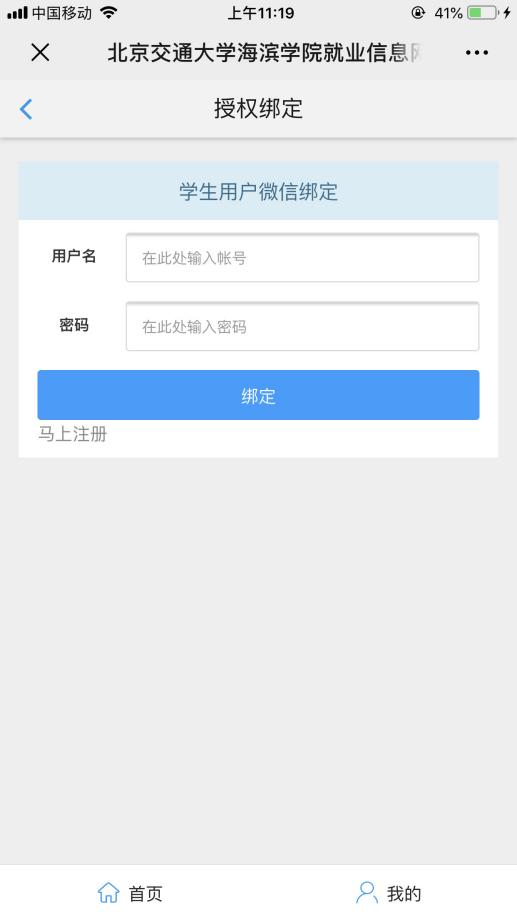 中国移动 上午11:19 41%
北京交通大学海滨学院就业信息网
授权绑定
学生用户微信绑定
用户名 在此处输入帐号
密码 在此处输入密码
绑定
马上注册
首页 我的